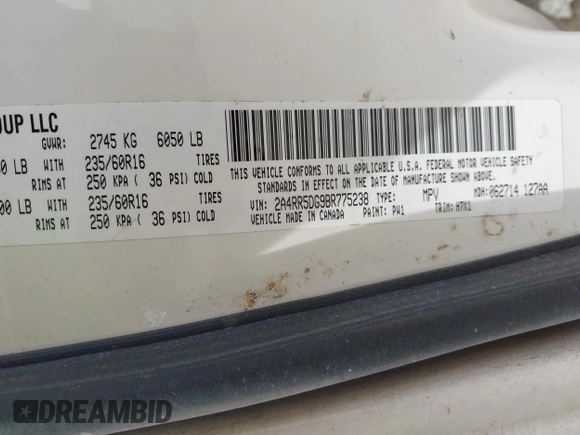 OUP LLC
GVWR: 2745 KG 6050 LB
0 LB WITH 235/60R16 TIRES
RIMS AT 250 KPA ( 36 PSI) COLD
00 LB WITH 235/60R16 TIRES
RIMS AT 250 KPA ( 36 PSI) COLD
THIS VEHICLE CONFORMS TO ALL APPLICABLE U.S.A. FEDERAL MOTOR VEHICLE SAFETY
STANDARDS IN EFFECT ON THE DATE OF MANUFACTURE SHOWN ABOVE.
VIN: 2A4RR5DG9BR775238 TYPE: MPV MDH: 062714 127AA
VEHICLE MADE IN CANADA PAINT: PW1 TRIM: H7H1
DREAMBID